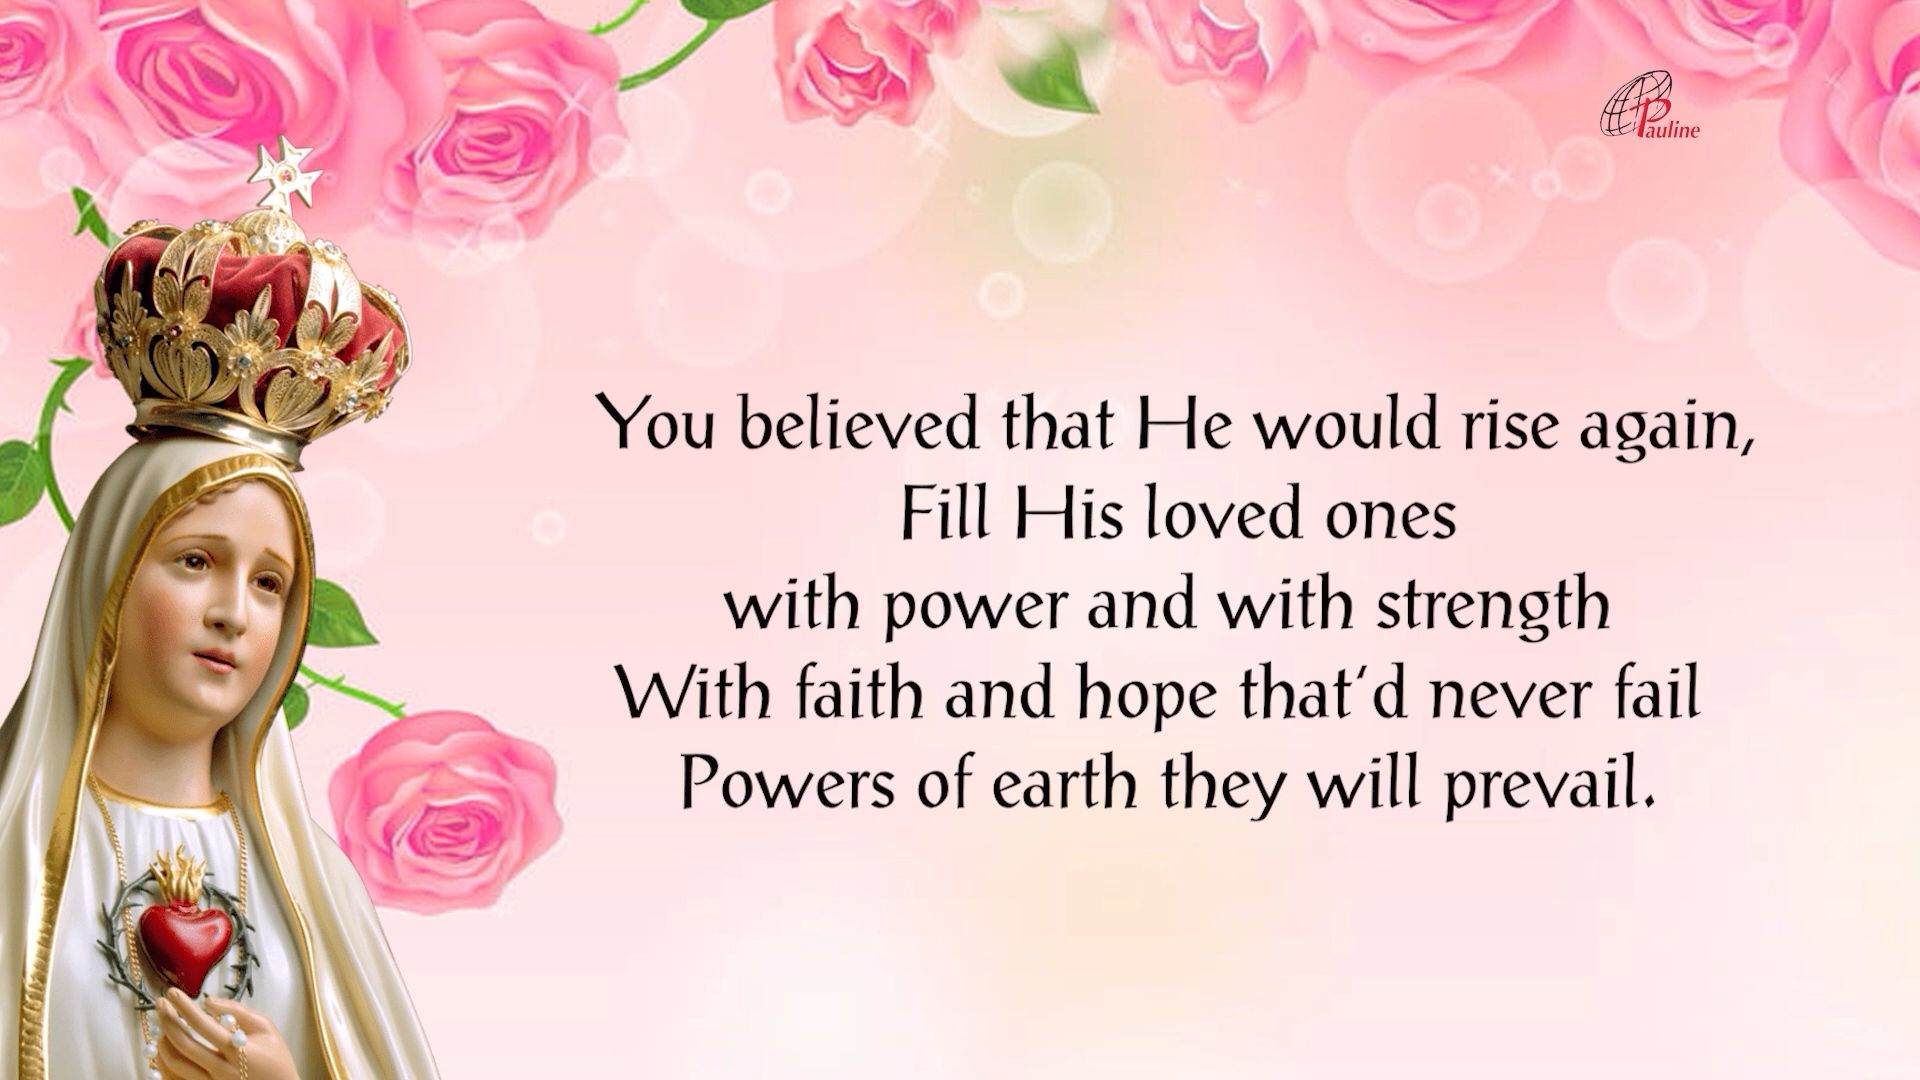 Pauline
You believed that He would rise again,
Fill His loved ones
with power and with strength
With faith and hope that'd never fail
Powers of earth they will prevail.